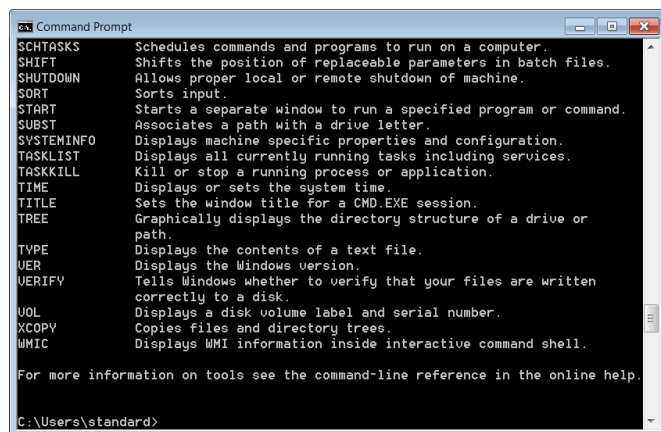 Command Prompt
SCHTASKS Schedules commands and programs to run on a computer.
SHIFT Shifts the position of replaceable parameters in batch files.
SHUTDOWN Allows proper local or remote shutdown of machine.
SORT Sorts input.
START Starts a separate window to run a specified program or command.
SUBST Associates a path with a drive letter.
SYSTEMINFO Displays machine specific properties and configuration.
TASKLIST Displays all currently running tasks including services.
TASKKILL Kill or stop a running process or application.
TIME Displays or sets the system time.
TITLE Sets the window title for a CMD.EXE session.
TREE Graphically displays the directory structure of a drive or
path.
TYPE Displays the contents of a text file.
VER Displays the Windows version.
VERIFY Tells Windows whether to verify that your files are written
correctly to a disk.
VOL Displays a disk volume label and serial number.
XCOPY Copies files and directory trees.
WMIC Displays WMI information inside interactive command shell.
For more information on tools see the command-line reference in the online help.
C:\Users\standard>